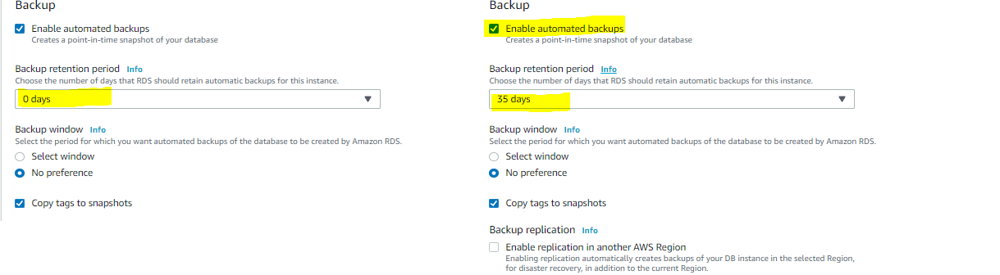 Backup
Enable automated backups
Creates a point-in-time snapshot of your database
Backup retention period Info
Choose the number of days that RDS should retain automatic backups for this instance.
0 days
Backup window Info
Select the period for which you want automated backups of the database to be created by Amazon RDS.
Select window
No preference
Copy tags to snapshots
Backup
Enable automated backups
Creates a point-in-time snapshot of your database
Backup retention period Info
Choose the number of days that RDS should retain automatic backups for this instance.
35 days
Backup window Info
Select the period for which you want automated backups of the database to be created by Amazon RDS.
Select window
No preference
Copy tags to snapshots
Backup replication Info
Enable replication in another AWS Region
Enabling replication automatically creates backups of your DB instance in the selected Region,
for disaster recovery, in addition to the current Region.